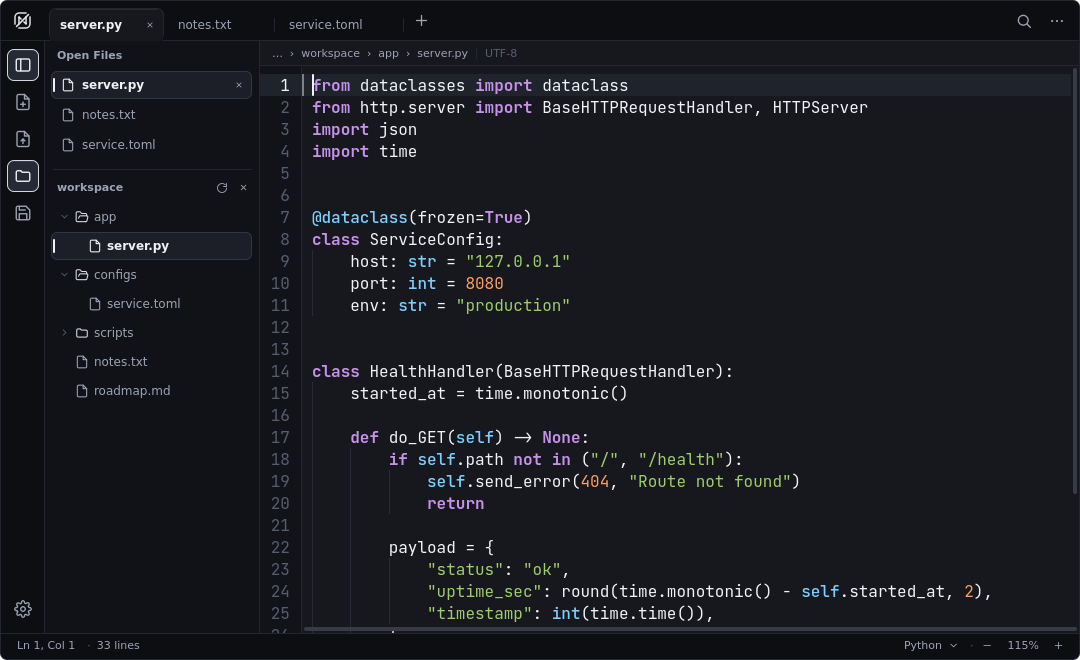 server.py ×
notes.txt
service.toml
+
Open Files
server.py ×
notes.txt
service.toml
workspace ×
app
server.py
configs
service.toml
scripts
notes.txt
roadmap.md
... › workspace › app › server.py UTF-8
1 from dataclasses import dataclass
2 from http.server import BaseHTTPRequestHandler, HTTPServer
3 import json
4 import time
5
6
7 @dataclass(frozen=True)
8 class ServiceConfig:
9     host: str = "127.0.0.1"
10     port: int = 8080
11     env: str = "production"
12
13
14 class HealthHandler(BaseHTTPRequestHandler):
15     started_at = time.monotonic()
16
17     def do_GET(self) -> None:
18         if self.path not in ("/", "/health"):
19             self.send_error(404, "Route not found")
20             return
21
22         payload = {
23             "status": "ok",
24             "uptime_sec": round(time.monotonic() - self.started_at, 2),
25             "timestamp": int(time.time()),
Ln 1, Col 1 · 33 lines
Python · − 115% +